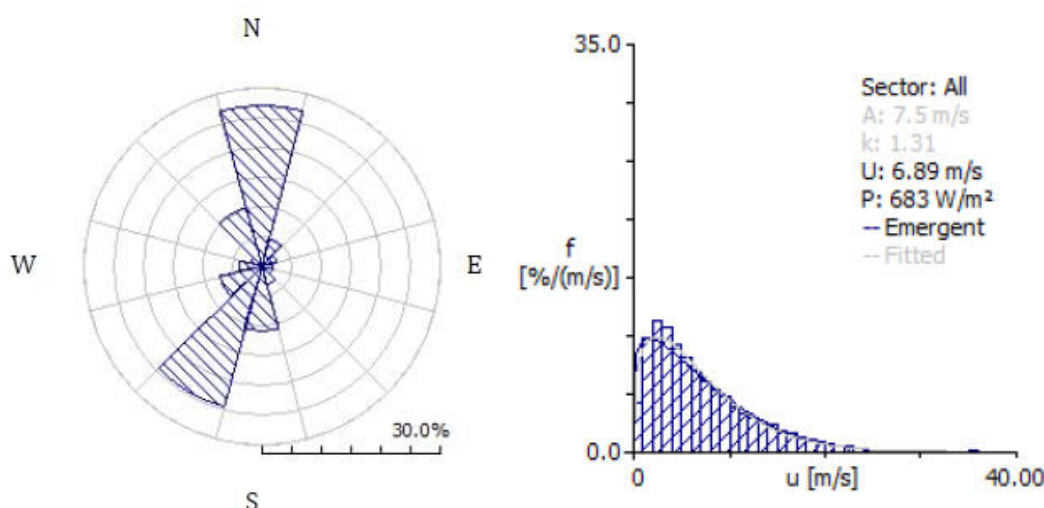 N
W
E
S
30.0%
35.0
f
[%/(m/s)]
0.0
0
u [m/s]
40.00
Sector: All
A: 7.5 m/s
k: 1.31
U: 6.89 m/s
P: 683 W/m²
-- Emergent
-- Fitted